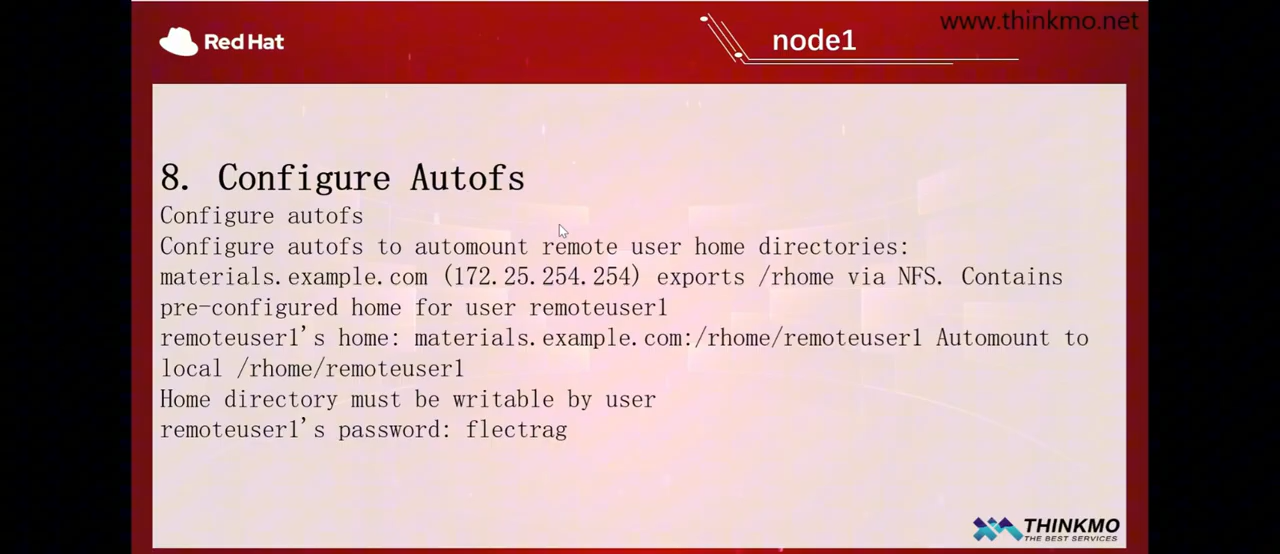 www.thinkmo.net
Red Hat
node1
8. Configure Autofs
Configure autofs
Configure autofs to automount remote user home directories:
materials.example.com (172.25.254.254) exports /rhome via NFS. Contains
pre-configured home for user remoteuser1
remoteuser1's home: materials.example.com:/rhome/remoteuser1 Automount to
local /rhome/remoteuser1
Home directory must be writable by user
remoteuser1's password: flectrag
THINKMO
THE BEST SERVICES